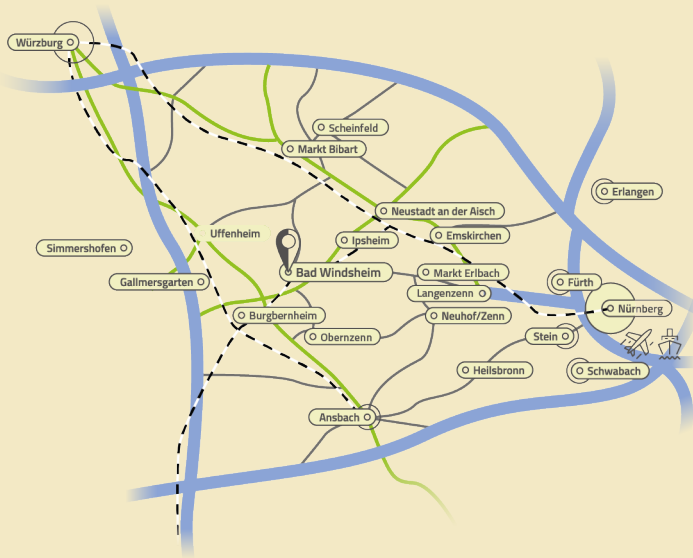 Würzburg
Scheinfeld
Markt Bibart
Erlangen
Neustadt an der Aisch
Uffenheim
Emskirchen
Ipsheim
Simmershofen
Bad Windsheim
Markt Erlbach
Gallmersgarten
Fürth
Langenzenn
Nürnberg
Burgbernheim
Neuhof/Zenn
Obernzenn
Stein
Heilsbronn
Schwabach
Ansbach